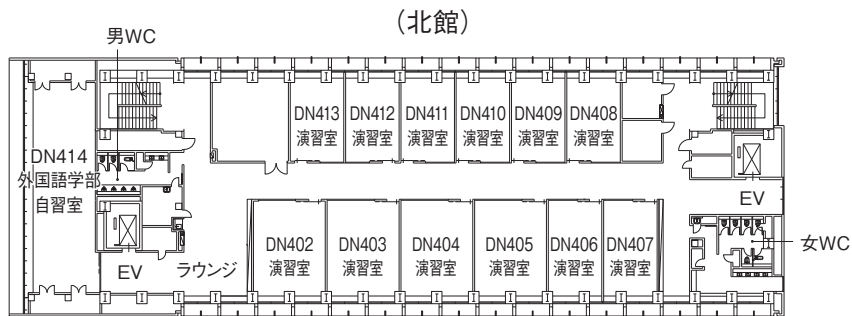 （北館）
男WC
DN413
演習室
DN412
演習室
DN411
演習室
DN410
演習室
DN409
演習室
DN408
演習室
DN414
外国語学部
自習室
EV
EV
ラウンジ
DN402
演習室
DN403
演習室
DN404
演習室
DN405
演習室
DN406
演習室
DN407
演習室
女WC